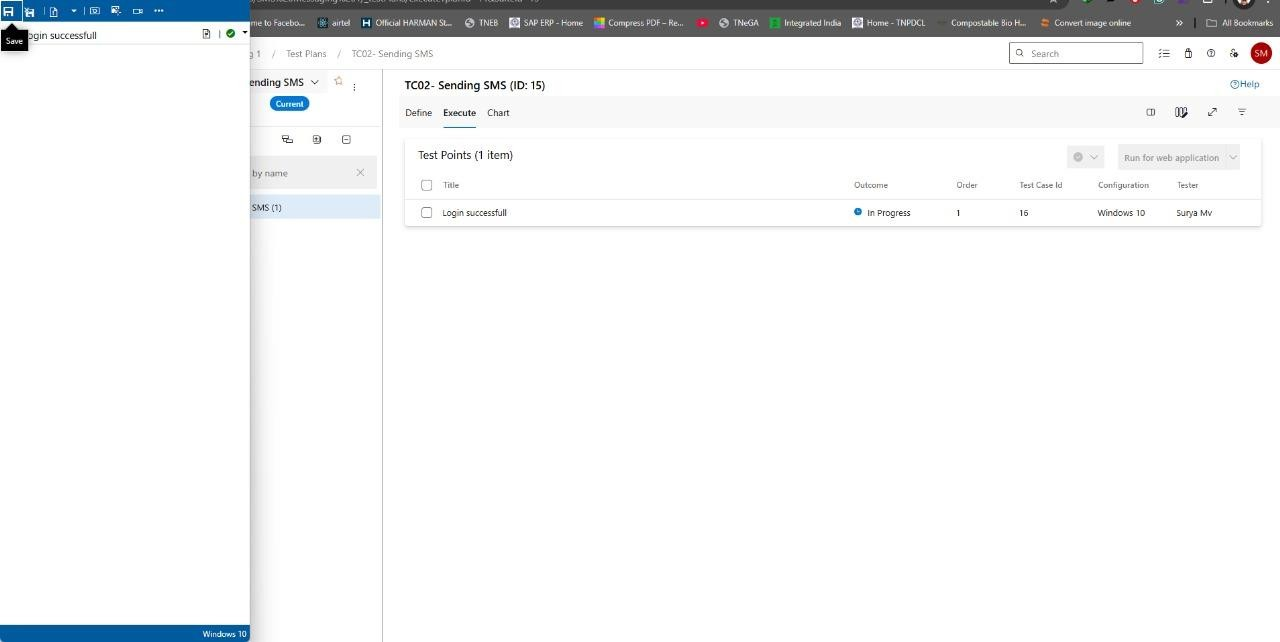 ogin successfull
Save
Windows 10
me to Facebo...
airtel
Official HARMAN St...
TNEB
SAP ERP - Home
Compress PDF – Re...
TNeGA
Integrated India
Home - TNPDCL
Compostable Bio H...
Convert image online
»
All Bookmarks
g 1 / Test Plans / TC02- Sending SMS
Search
SM
ending SMS
Current
by name
SMS (1)
TC02- Sending SMS (ID: 15)
Help
Define
Execute
Chart
Test Points (1 item)
Run for web application
Title
Outcome
Order
Test Case Id
Configuration
Tester
Login successfull
In Progress
1
16
Windows 10
Surya Mv